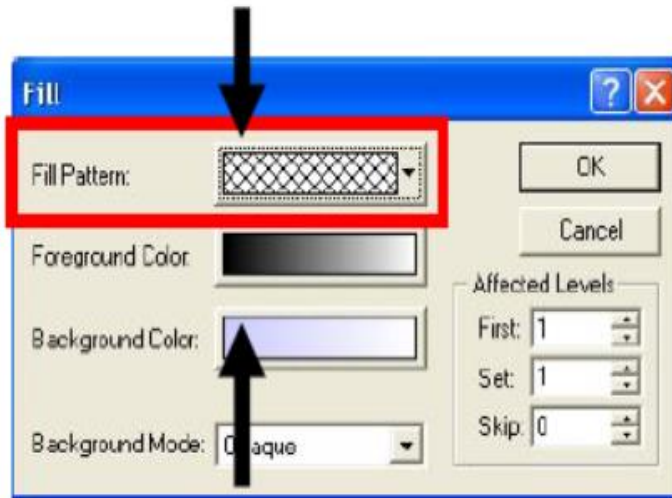 Fill
Fill Pattern:
OK
Foreground Color:
Cancel
Affected Levels
Background Color:
First: 1
Set: 1
Skip: 0
Background Mode: Opaque